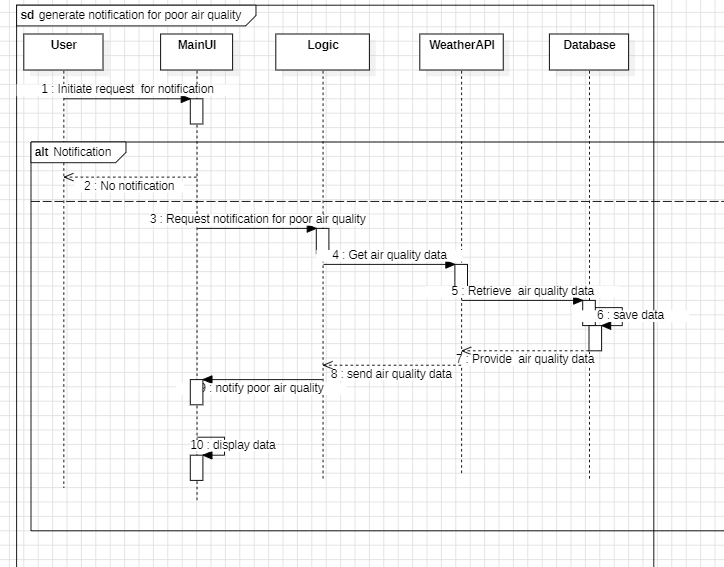 sd generate notification for poor air quality
User
MainUI
Logic
WeatherAPI
Database
1 : Initiate request for notification
alt Notification
2 : No notification
3 : Request notification for poor air quality
4 : Get air quality data
5 : Retrieve air quality data
6 : save data
7 : Provide air quality data
8 : send air quality data
9 : notify poor air quality
10 : display data